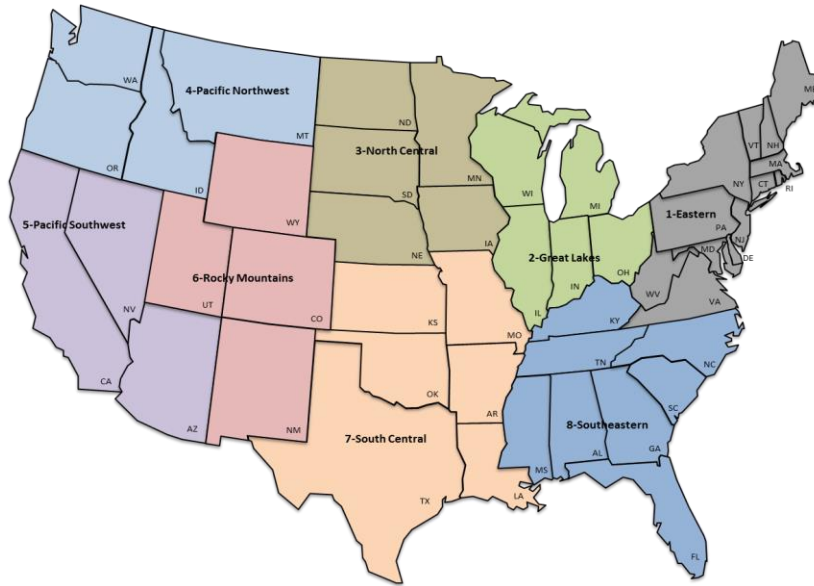 WA
4-Pacific Northwest
MT
OR
ID
ND
3-North Central
MN
SD
NE
IA
WI
MI
ME
VT
NH
MA
NY
CT
RI
1-Eastern
PA
NJ
MD
DE
WV
VA
5-Pacific Southwest
NV
CA
AZ
WY
6-Rocky Mountains
UT
CO
NM
2-Great Lakes
OH
IN
IL
KS
MO
OK
AR
7-South Central
TX
LA
KY
TN
NC
SC
8-Southeastern
MS
AL
GA
FL